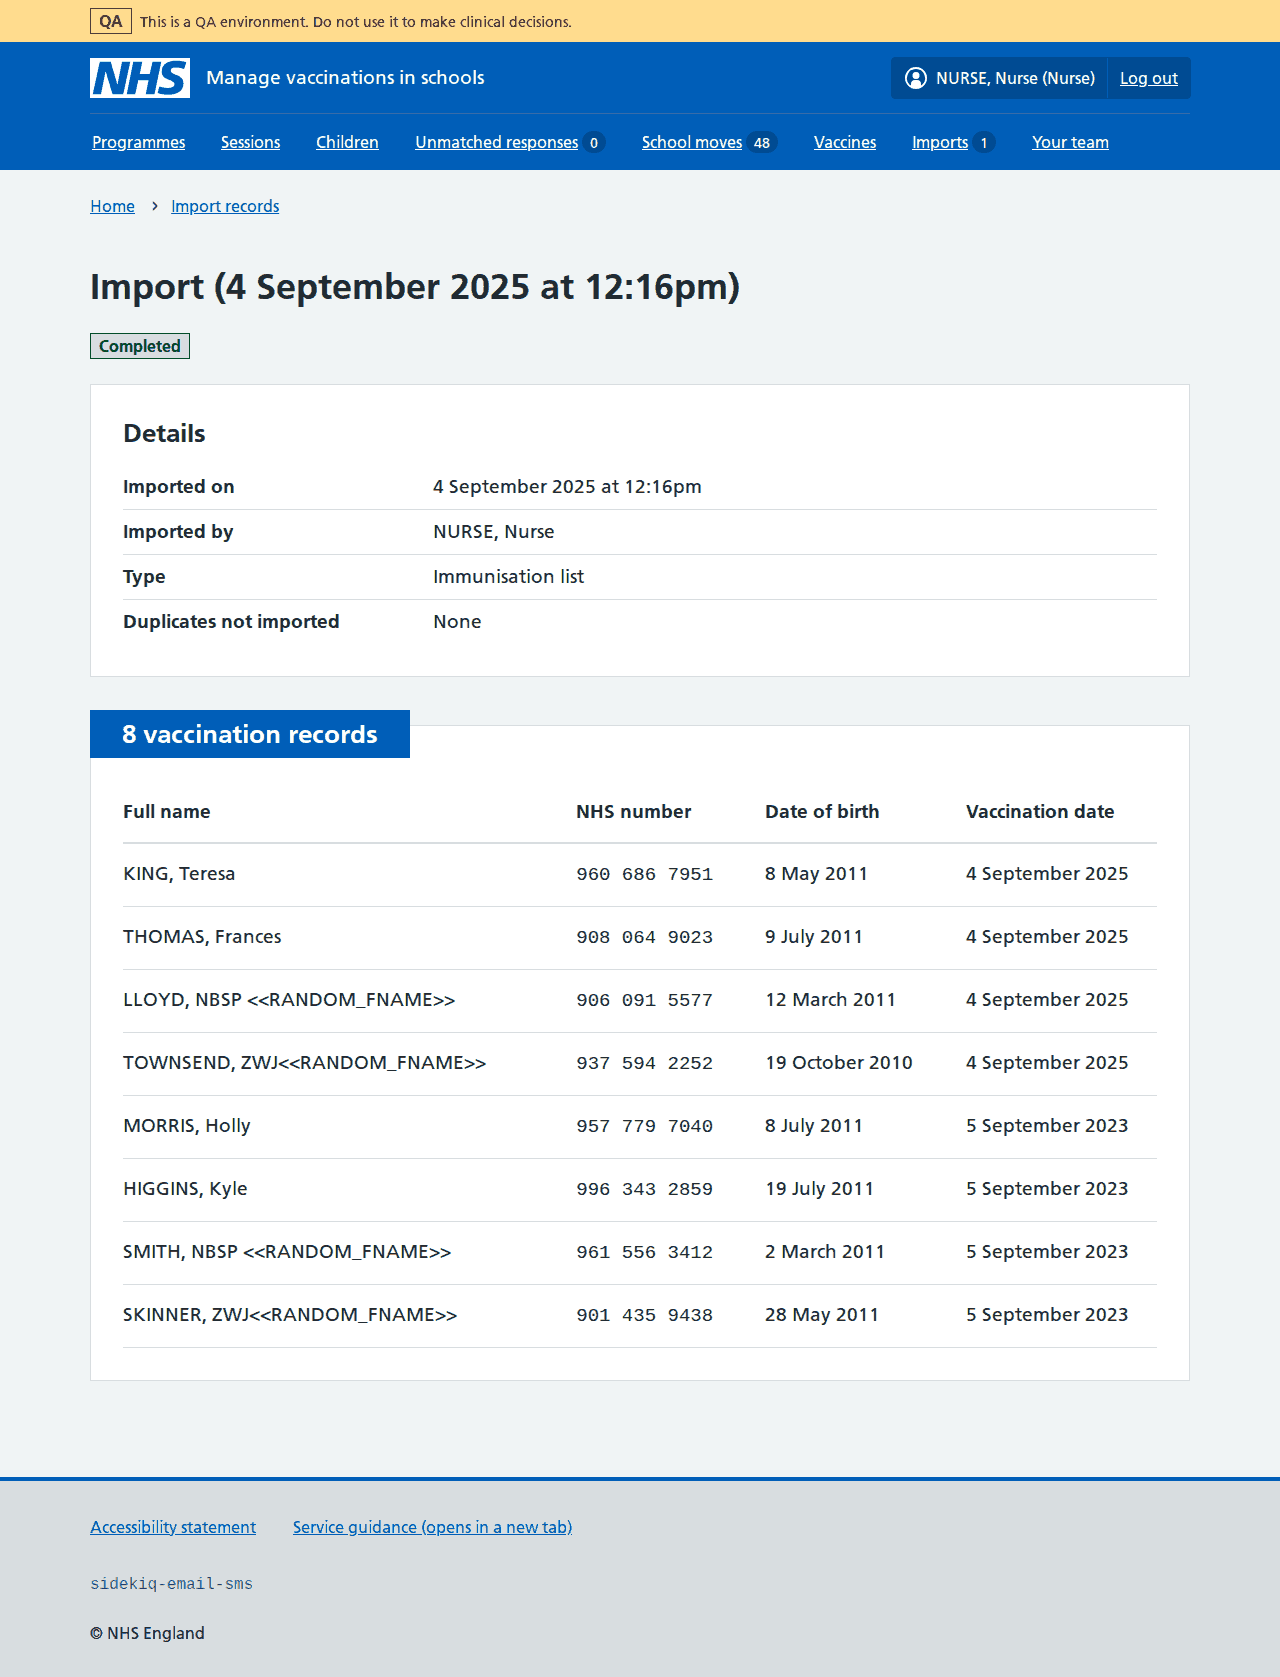 QA This is a QA environment. Do not use it to make clinical decisions.
NHS Manage vaccinations in schools NURSE, Nurse (Nurse) Log out
Programmes Sessions Children Unmatched responses 0 School moves 48 Vaccines Imports 1 Your team
Home › Import records
Import (4 September 2025 at 12:16pm)
Completed
Details
Imported on 4 September 2025 at 12:16pm
Imported by NURSE, Nurse
Type Immunisation list
Duplicates not imported None
8 vaccination records
Full name NHS number Date of birth Vaccination date
KING, Teresa 960 686 7951 8 May 2011 4 September 2025
THOMAS, Frances 908 064 9023 9 July 2011 4 September 2025
LLOYD, NBSP <<RANDOM_FNAME>> 906 091 5577 12 March 2011 4 September 2025
TOWNSEND, ZWJ<<RANDOM_FNAME>> 937 594 2252 19 October 2010 4 September 2025
MORRIS, Holly 957 779 7040 8 July 2011 5 September 2023
HIGGINS, Kyle 996 343 2859 19 July 2011 5 September 2023
SMITH, NBSP <<RANDOM_FNAME>> 961 556 3412 2 March 2011 5 September 2023
SKINNER, ZWJ<<RANDOM_FNAME>> 901 435 9438 28 May 2011 5 September 2023
Accessibility statement Service guidance (opens in a new tab)
sidekiq-email-sms
© NHS England